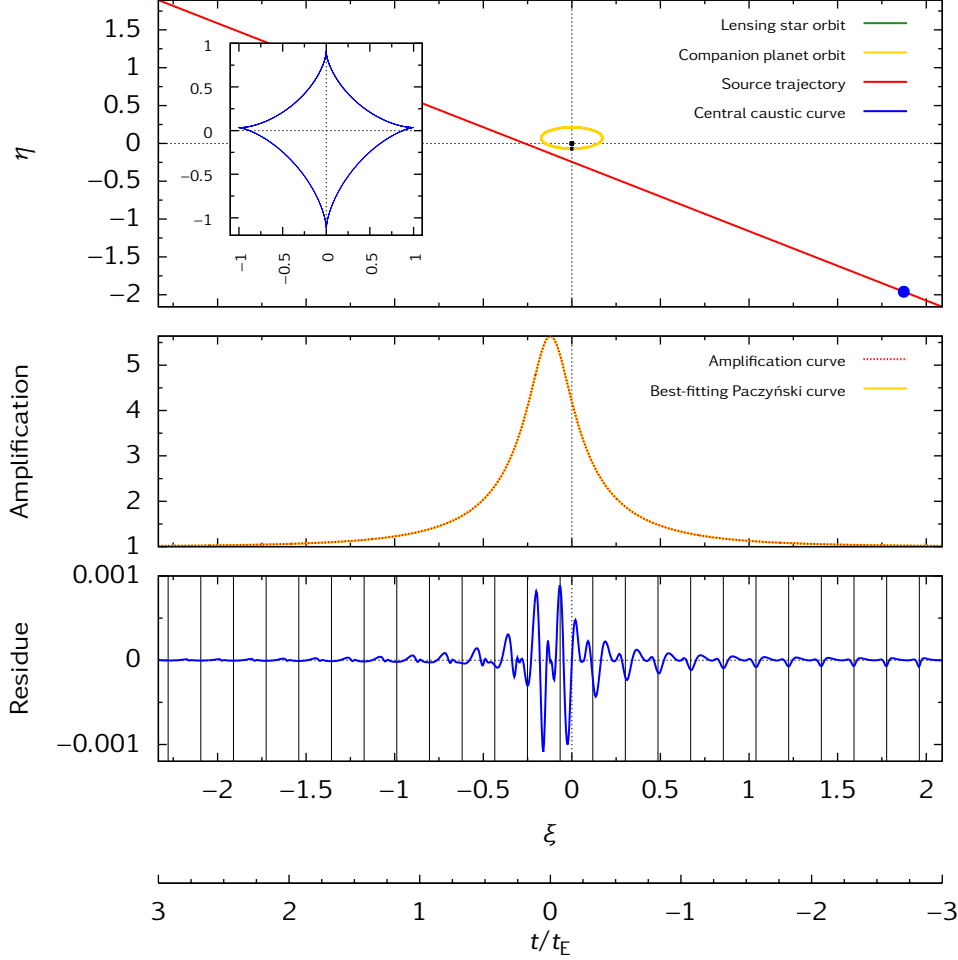 Lensing star orbit
Companion planet orbit
Source trajectory
Central caustic curve
η
1.5
1
0.5
0
−0.5
−1
−1.5
−2
1
0.5
0
−0.5
−1
−1
−0.5
0
0.5
1
Amplification curve
Best-fitting Paczyński curve
Amplification
5
4
3
2
1
Residue
0.001
0
−0.001
−2 −1.5 −1 −0.5 0 0.5 1 1.5 2
ξ
3 2 1 0 -1 -2 -3
t/tE